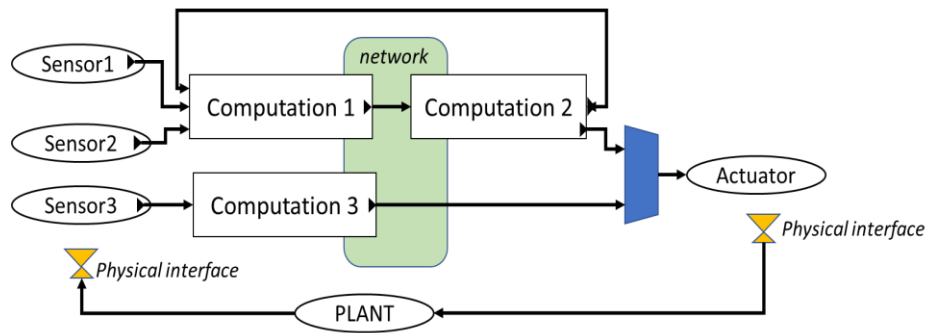 network
Sensor1
Computation 1
Computation 2
Sensor2
Actuator
Sensor3
Computation 3
Physical interface
Physical interface
PLANT